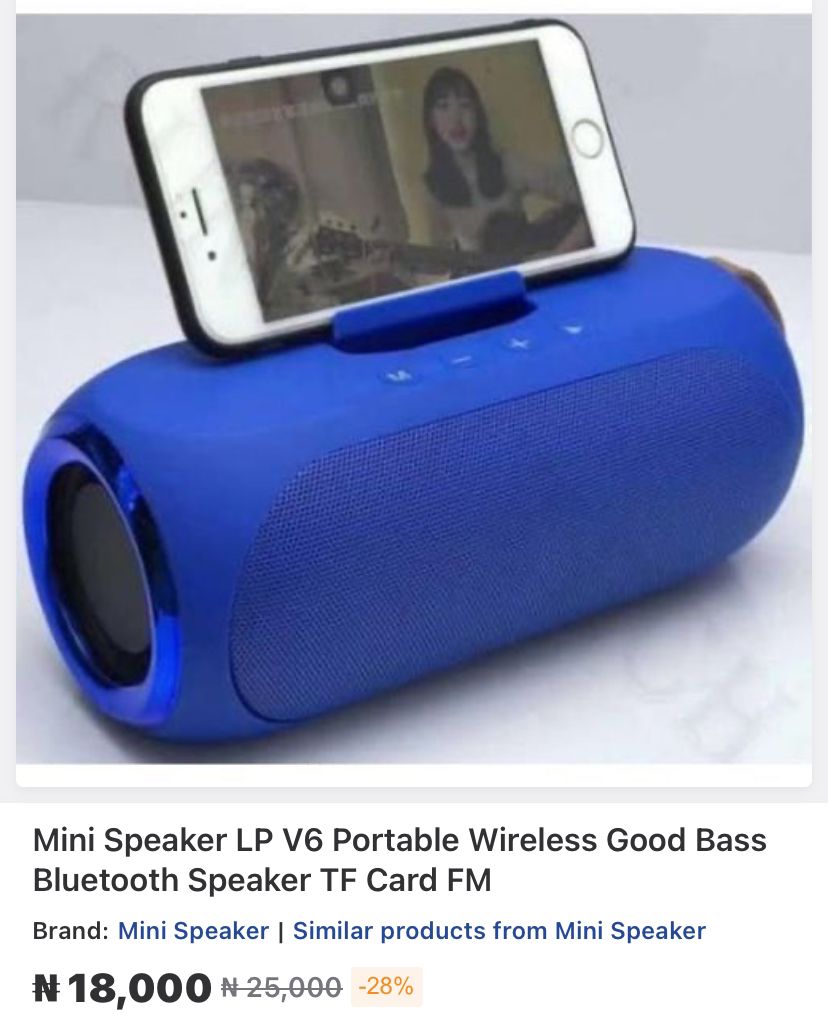 M
Mini Speaker LP V6 Portable Wireless Good Bass
Bluetooth Speaker TF Card FM
Brand: Mini Speaker | Similar products from Mini Speaker
₦ 18,000 ₦ 25,000 -28%